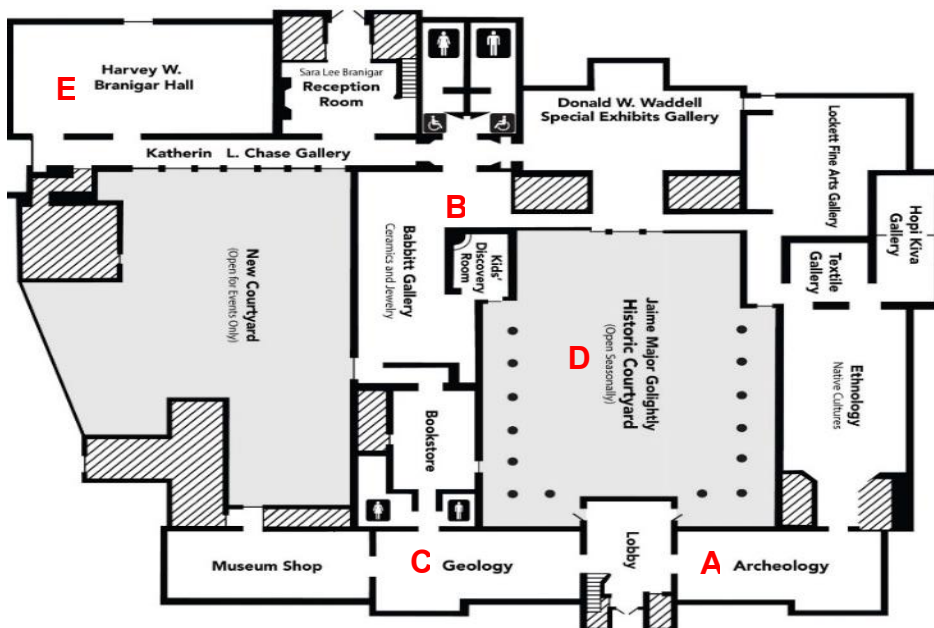 Harvey W.
Branigar Hall
E
Sara Lee Branigar
Reception
Room
Donald W. Waddell
Special Exhibits Gallery
Katherin L. Chase Gallery
Lockett Fine Arts Gallery
Hopi Kiva
Gallery
B
Babbitt Gallery
Ceramics and Jewelry
Kids'
Discovery
Room
Textile
Gallery
New Courtyard
(Open for Events Only)
D
Jaime Major Golightly
Historic Courtyard
(Open Seasonally)
Ethnology
Native Cultures
Bookstore
Museum Shop
C
Geology
Lobby
A
Archeology